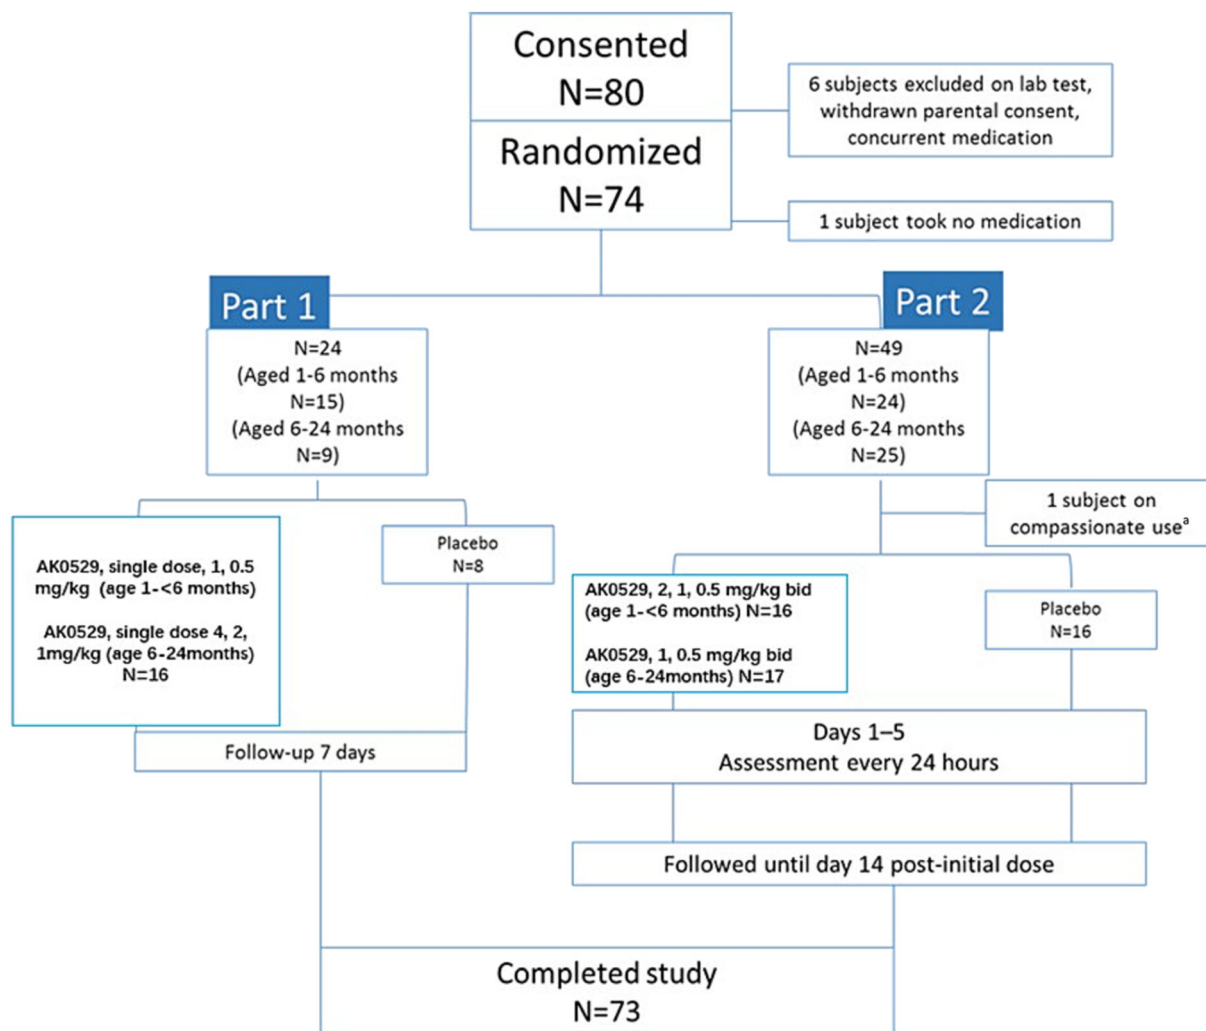 Consented
N=80
6 subjects excluded on lab test,
withdrawn parental consent,
concurrent medication
Randomized
N=74
1 subject took no medication
Part 1
Part 2
N=24
(Aged 1-6 months
N=15)
(Aged 6-24 months
N=9)
N=49
(Aged 1-6 months
N=24)
(Aged 6-24 months
N=25)
1 subject on
compassionate useᵃ
AK0529, single dose, 1, 0.5
mg/kg (age 1-<6 months)
AK0529, single dose 4, 2,
1mg/kg (age 6-24months)
N=16
Placebo
N=8
AK0529, 2, 1, 0.5 mg/kg bid
(age 1-<6 months) N=16
AK0529, 1, 0.5 mg/kg bid
(age 6-24months) N=17
Placebo
N=16
Follow-up 7 days
Days 1–5
Assessment every 24 hours
Followed until day 14 post-initial dose
Completed study
N=73